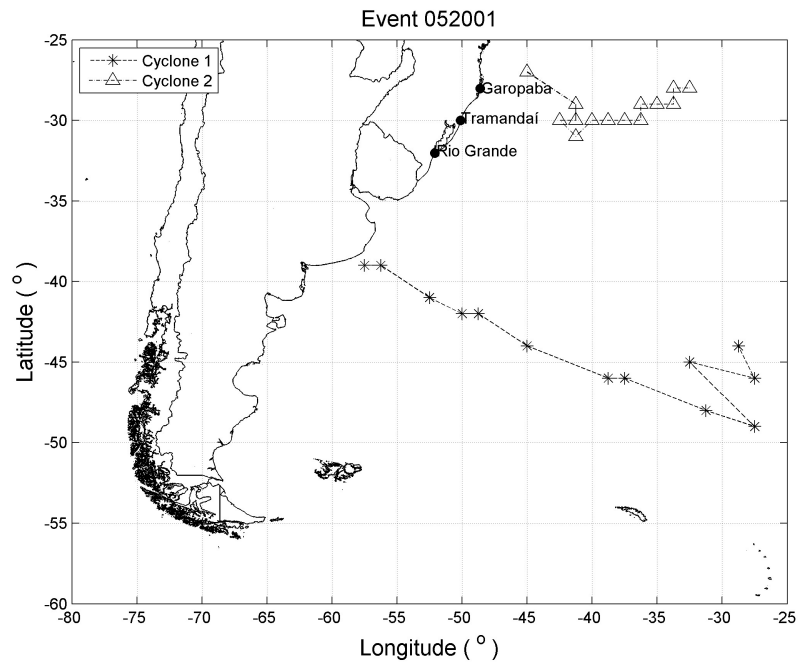 Event 052001
Cyclone 1
Cyclone 2
Garopaba
Tramandaí
Rio Grande
Latitude ( ° )
-25
-30
-35
-40
-45
-50
-55
-60
-80 -75 -70 -65 -60 -55 -50 -45 -40 -35 -30 -25
Longitude ( ° )